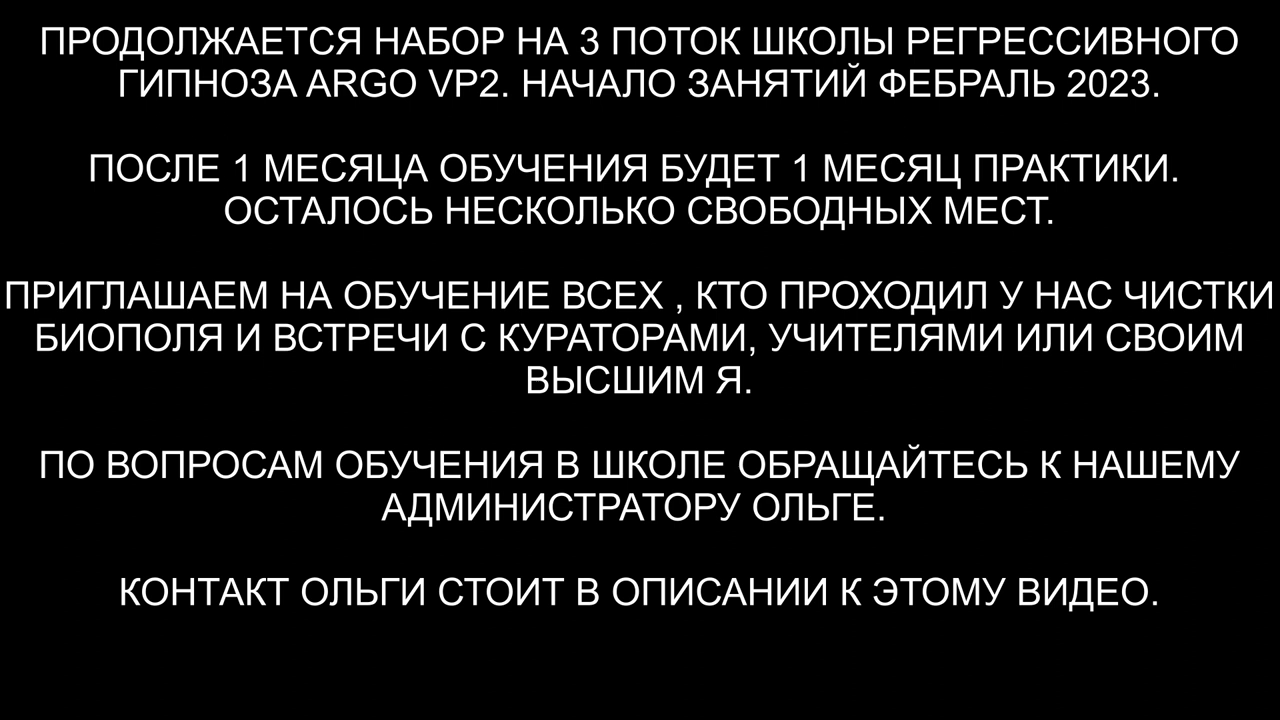 ПРОДОЛЖАЕТСЯ НАБОР НА 3 ПОТОК ШКОЛЫ РЕГРЕССИВНОГО
ГИПНОЗА ARGO VP2. НАЧАЛО ЗАНЯТИЙ ФЕБРАЛЬ 2023.
ПОСЛЕ 1 МЕСЯЦА ОБУЧЕНИЯ БУДЕТ 1 МЕСЯЦ ПРАКТИКИ.
ОСТАЛОСЬ НЕСКОЛЬКО СВОБОДНЫХ МЕСТ.
ПРИГЛАШАЕМ НА ОБУЧЕНИЕ ВСЕХ , КТО ПРОХОДИЛ У НАС ЧИСТКИ
БИОПОЛЯ И ВСТРЕЧИ С КУРАТОРАМИ, УЧИТЕЛЯМИ ИЛИ СВОИМ
ВЫСШИМ Я.
ПО ВОПРОСАМ ОБУЧЕНИЯ В ШКОЛЕ ОБРАЩАЙТЕСЬ К НАШЕМУ
АДМИНИСТРАТОРУ ОЛЬГЕ.
КОНТАКТ ОЛЬГИ СТОИТ В ОПИСАНИИ К ЭТОМУ ВИДЕО.